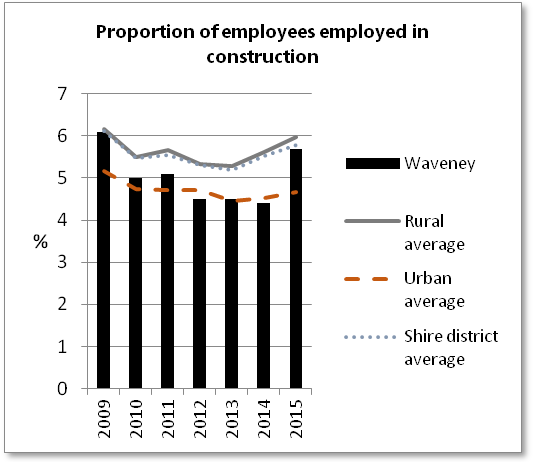 Proportion of employees employed in
construction
7
6
5
4
3
2
1
0
%
2009
2010
2011
2012
2013
2014
2015
Waveney
Rural
average
Urban
average
Shire district
average